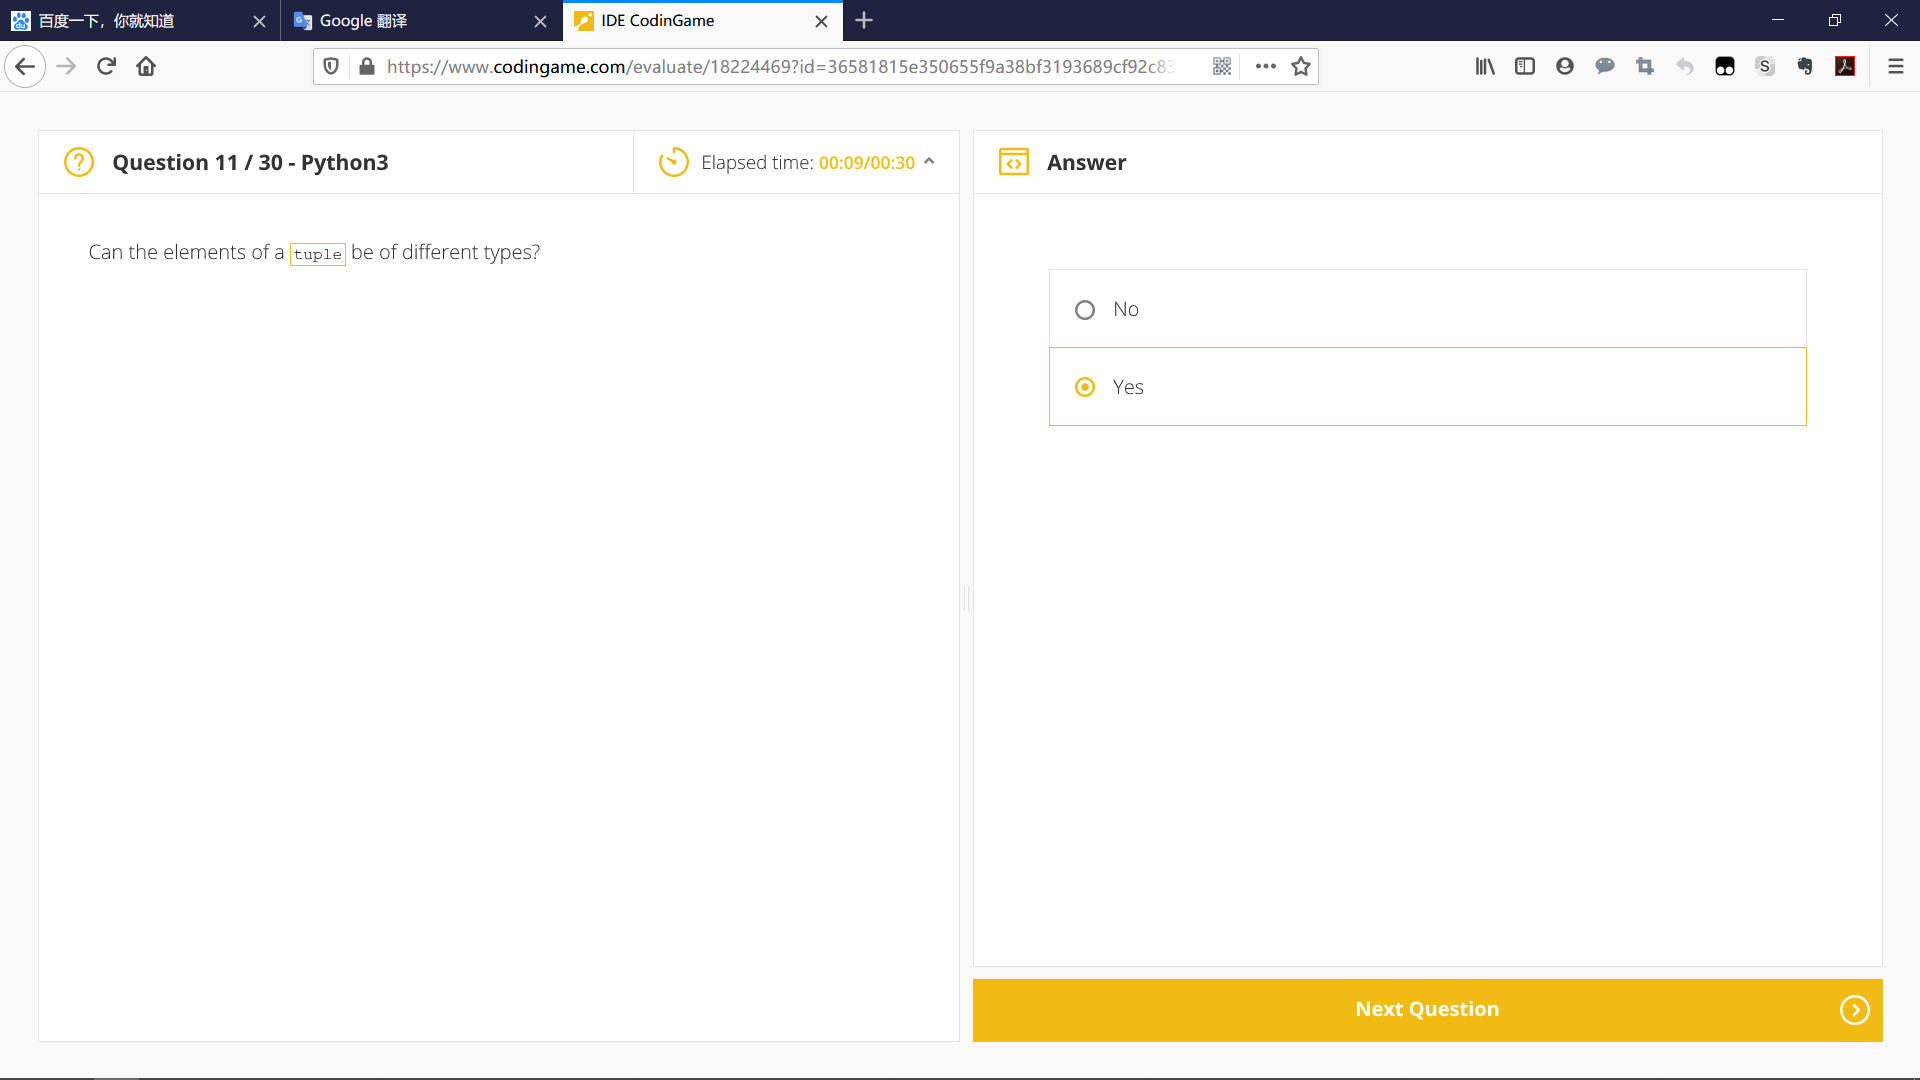 百度一下，你就知道
Google 翻译
IDE CodinGame
https://www.codingame.com/evaluate/18224469?id=36581815e350655f9a38bf3193689cf92c83
Question 11 / 30 - Python3
Elapsed time: 00:09/00:30
Can the elements of a tuple be of different types?
Answer
No
Yes
Next Question